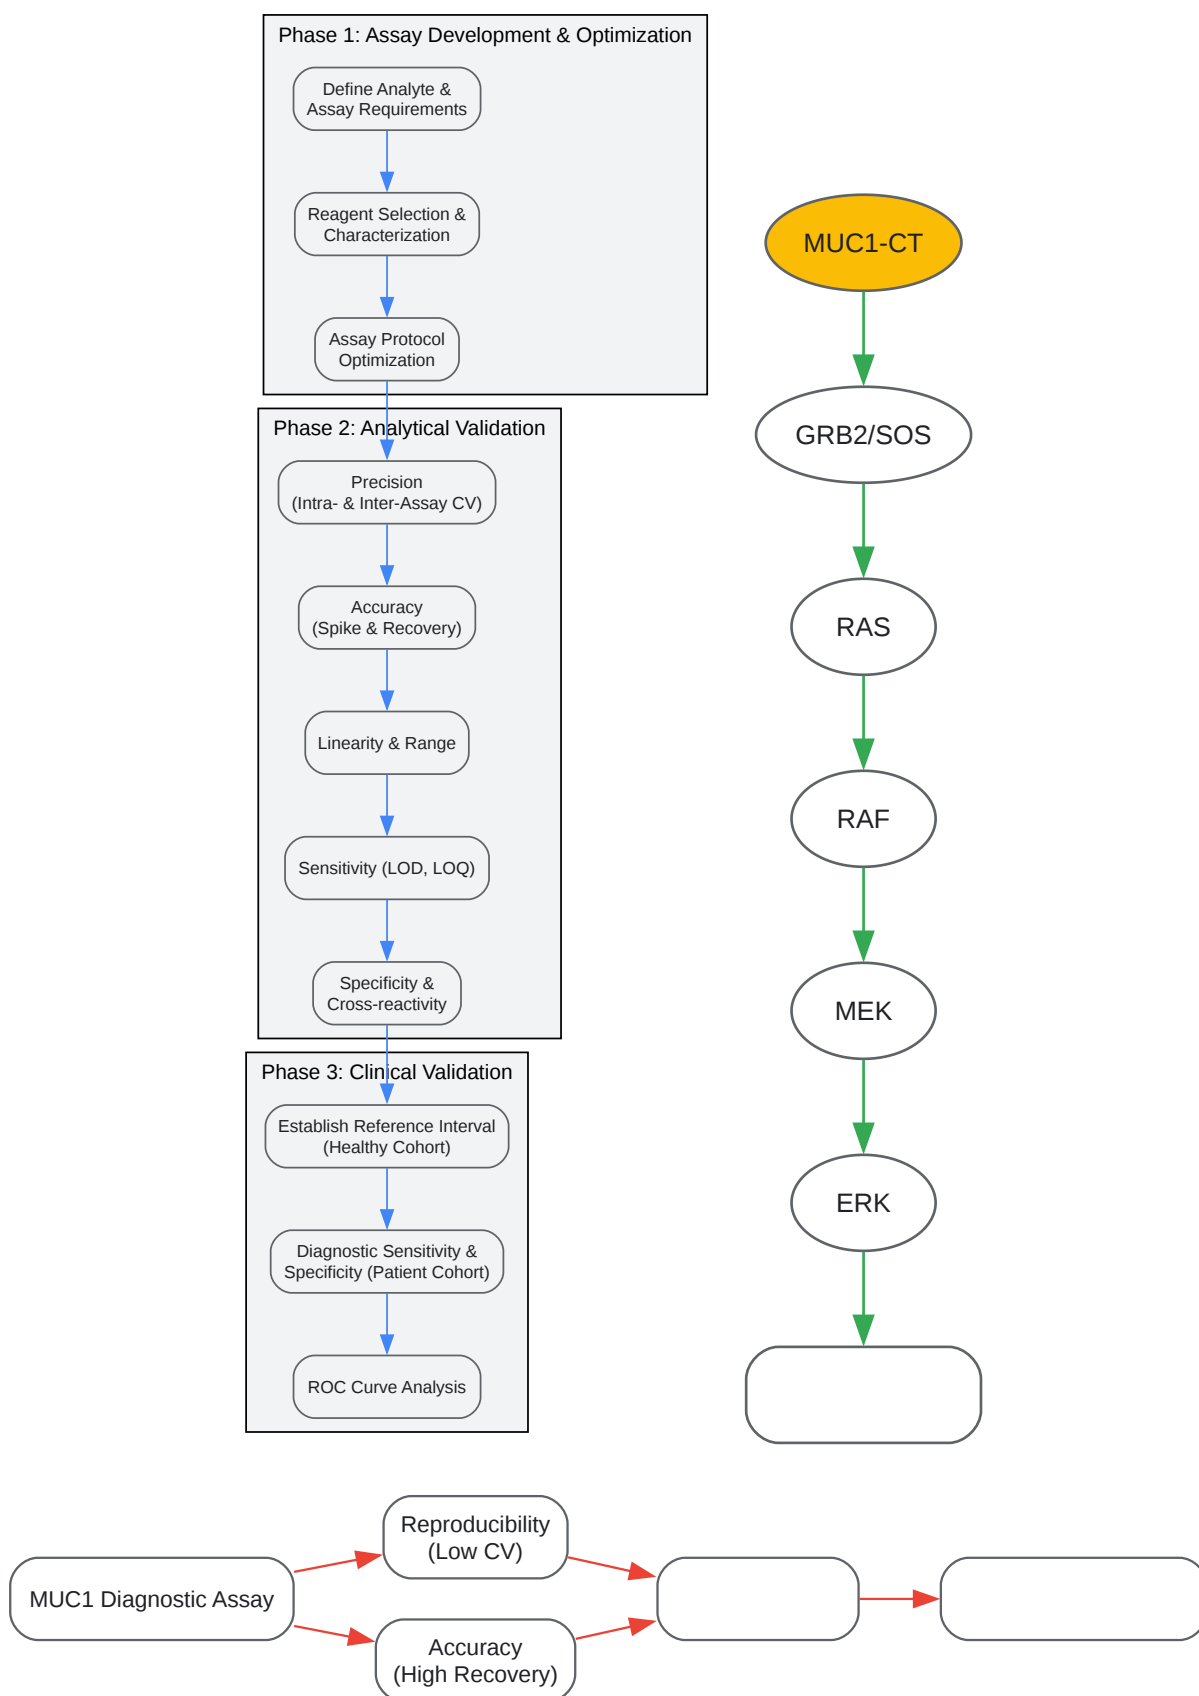 Phase 1: Assay Development & Optimization
Define Analyte &
Assay Requirements
Reagent Selection &
Characterization
Assay Protocol
Optimization
Phase 2: Analytical Validation
Precision
(Intra- & Inter-Assay CV)
Accuracy
(Spike & Recovery)
Linearity & Range
Sensitivity (LOD, LOQ)
Specificity &
Cross-reactivity
Phase 3: Clinical Validation
Establish Reference Interval
(Healthy Cohort)
Diagnostic Sensitivity &
Specificity (Patient Cohort)
ROC Curve Analysis
MUC1-CT
GRB2/SOS
RAS
RAF
MEK
ERK
MUC1 Diagnostic Assay
Reproducibility
(Low CV)
Accuracy
(High Recovery)